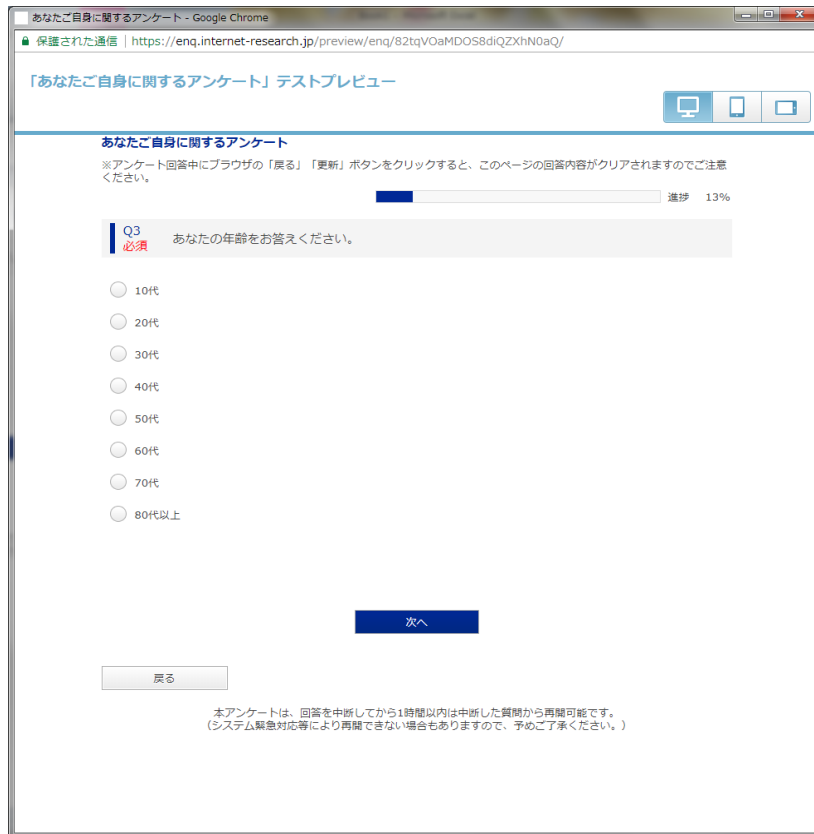 あなたご自身に関するアンケート - Google Chrome
保護された通信 | https://enq.internet-research.jp/preview/enq/82tqVOaMDOS8diQZXhN0aQ/
「あなたご自身に関するアンケート」テストプレビュー
あなたご自身に関するアンケート
※アンケート回答中にブラウザの「戻る」「更新」ボタンをクリックすると、このページの回答内容がクリアされますのでご注意
ください。
進捗 13%
Q3
必須
あなたの年齢をお答えください。
10代
20代
30代
40代
50代
60代
70代
80代以上
次へ
戻る
本アンケートは、回答を中断してから1時間以内は中断した質問から再開可能です。
（システム緊急対応等により再開できない場合もありますので、予めご了承ください。）